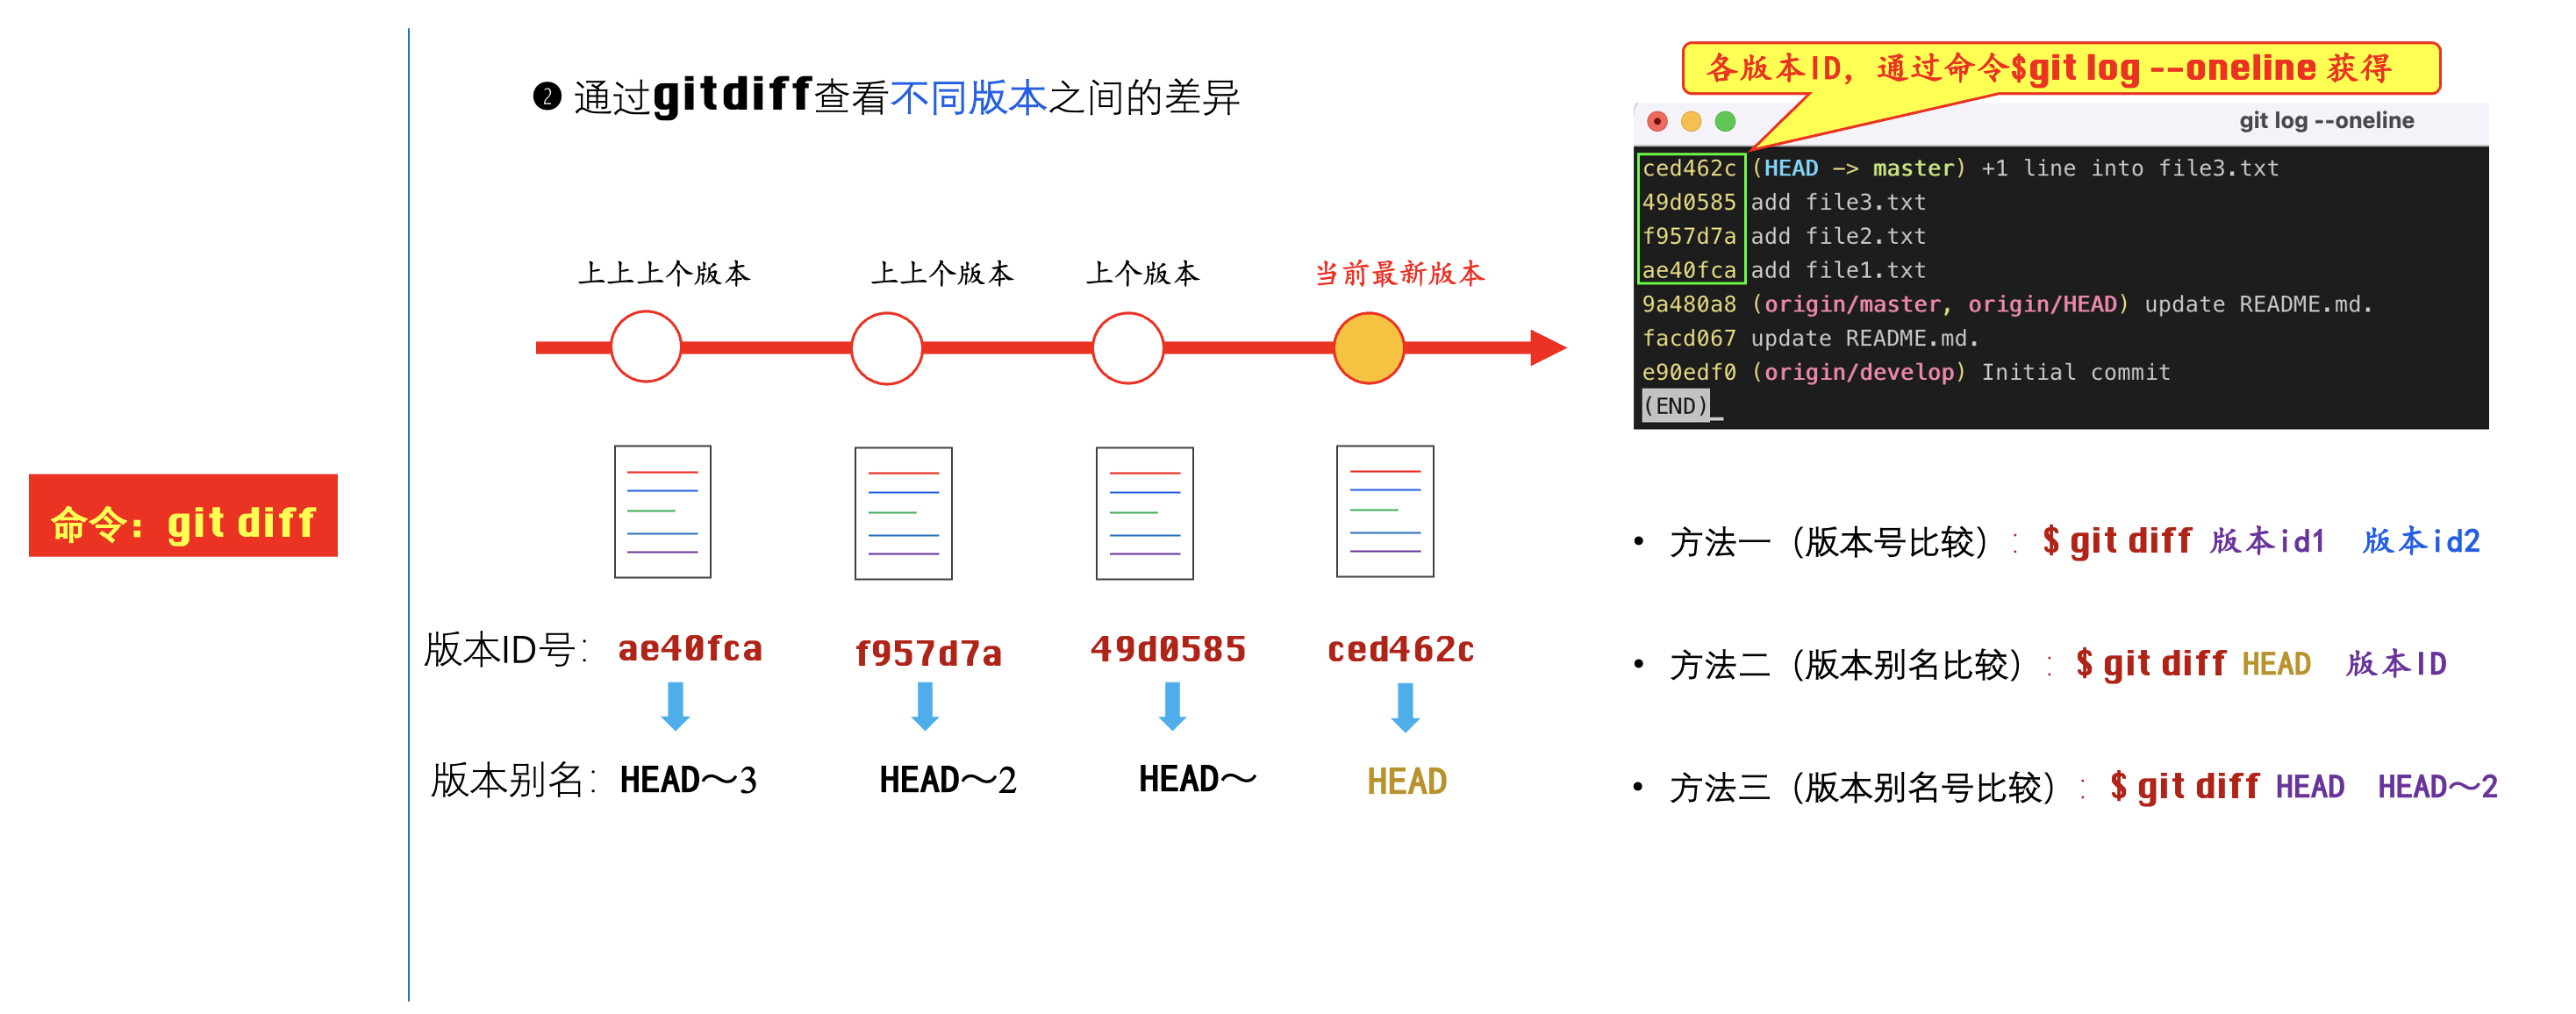 命令：git diff
❷ 通过gitdiff查看不同版本之间的差异
上上上个版本 上上个版本 上个版本 当前最新版本
版本ID号： ae40fca f957d7a 49d0585 ced462c
版本别名： HEAD～3 HEAD～2 HEAD～ HEAD
各版本ID，通过命令$git log --oneline 获得
git log --oneline
ced462c (HEAD -> master) +1 line into file3.txt
49d0585 add file3.txt
f957d7a add file2.txt
ae40fca add file1.txt
9a480a8 (origin/master, origin/HEAD) update README.md.
facd067 update README.md.
e90edf0 (origin/develop) Initial commit
(END)_
• 方法一（版本号比较）：$ git diff 版本id1 版本id2
• 方法二（版本别名比较）：$ git diff HEAD 版本ID
• 方法三（版本别名号比较）：$ git diff HEAD HEAD～2